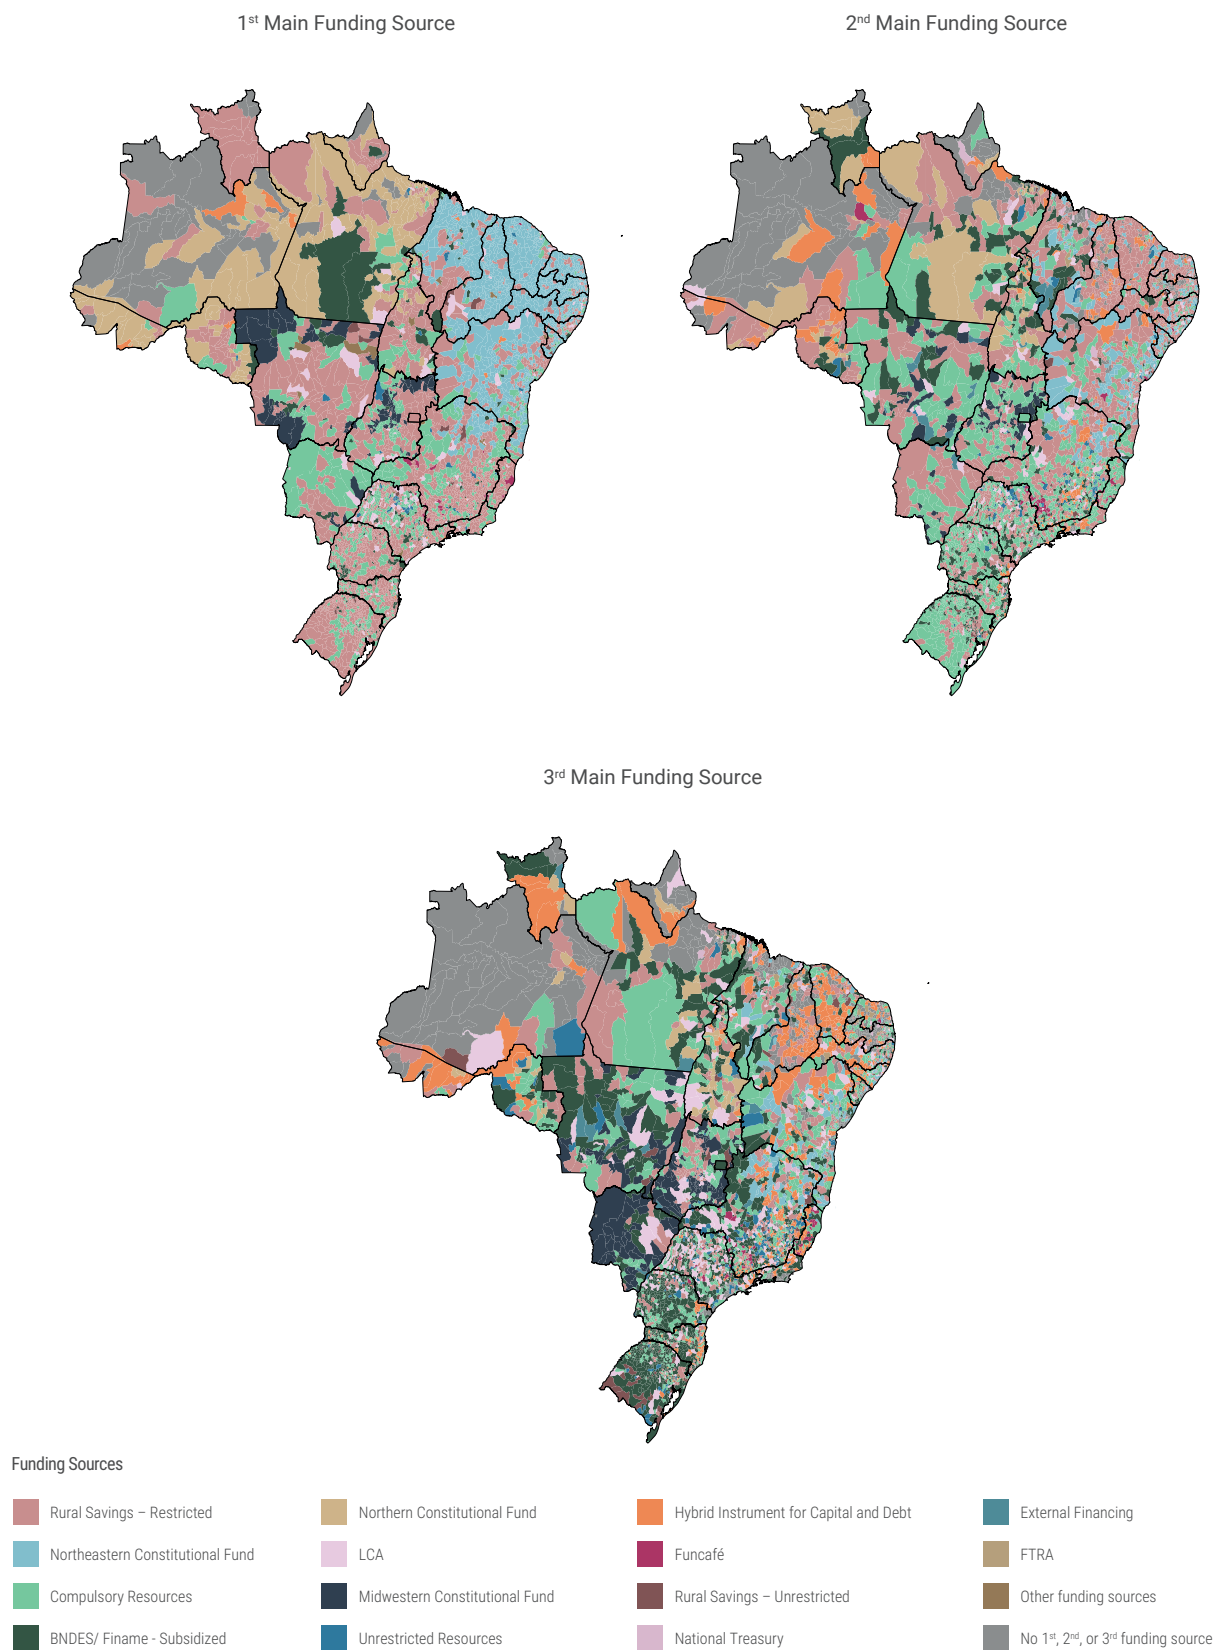 1st Main Funding Source
2nd Main Funding Source
3rd Main Funding Source
Funding Sources
Rural Savings – Restricted
Northern Constitutional Fund
Hybrid Instrument for Capital and Debt
External Financing
Northeastern Constitutional Fund
LCA
Funcafé
FTRA
Compulsory Resources
Midwestern Constitutional Fund
Rural Savings – Unrestricted
Other funding sources
BNDES/ Finame - Subsidized
Unrestricted Resources
National Treasury
No 1st, 2nd, or 3rd funding source